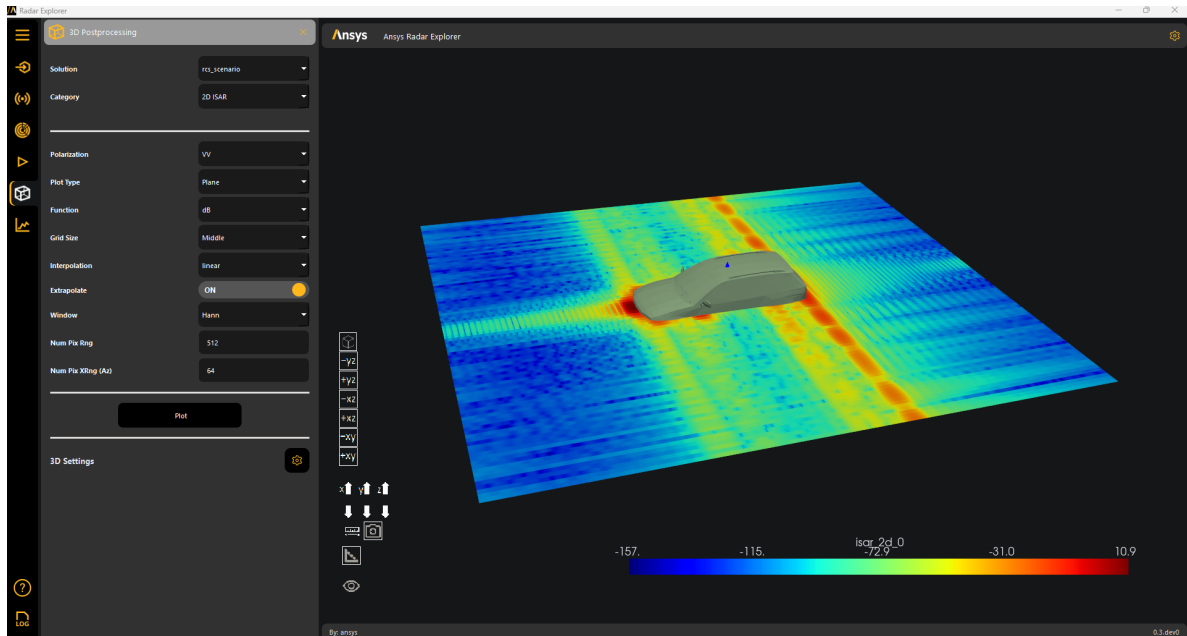 Radar Explorer
3D Postprocessing
Solution
rcs_scenario
Category
2D ISAR
Polarization
VV
Plot Type
Plane
Function
dB
Grid Size
Middle
Interpolation
linear
Extrapolate
ON
Window
Hann
Num Pix Rng
512
Num Pix XRng (Az)
64
Plot
3D Settings
LOG
Ansys
Ansys Radar Explorer
-yz
+yz
-xz
+xz
-xy
+xy
x y z
isar_2d_0
-157. -115. -72.9 -31.0 10.9
By: ansys
0.3.dev0